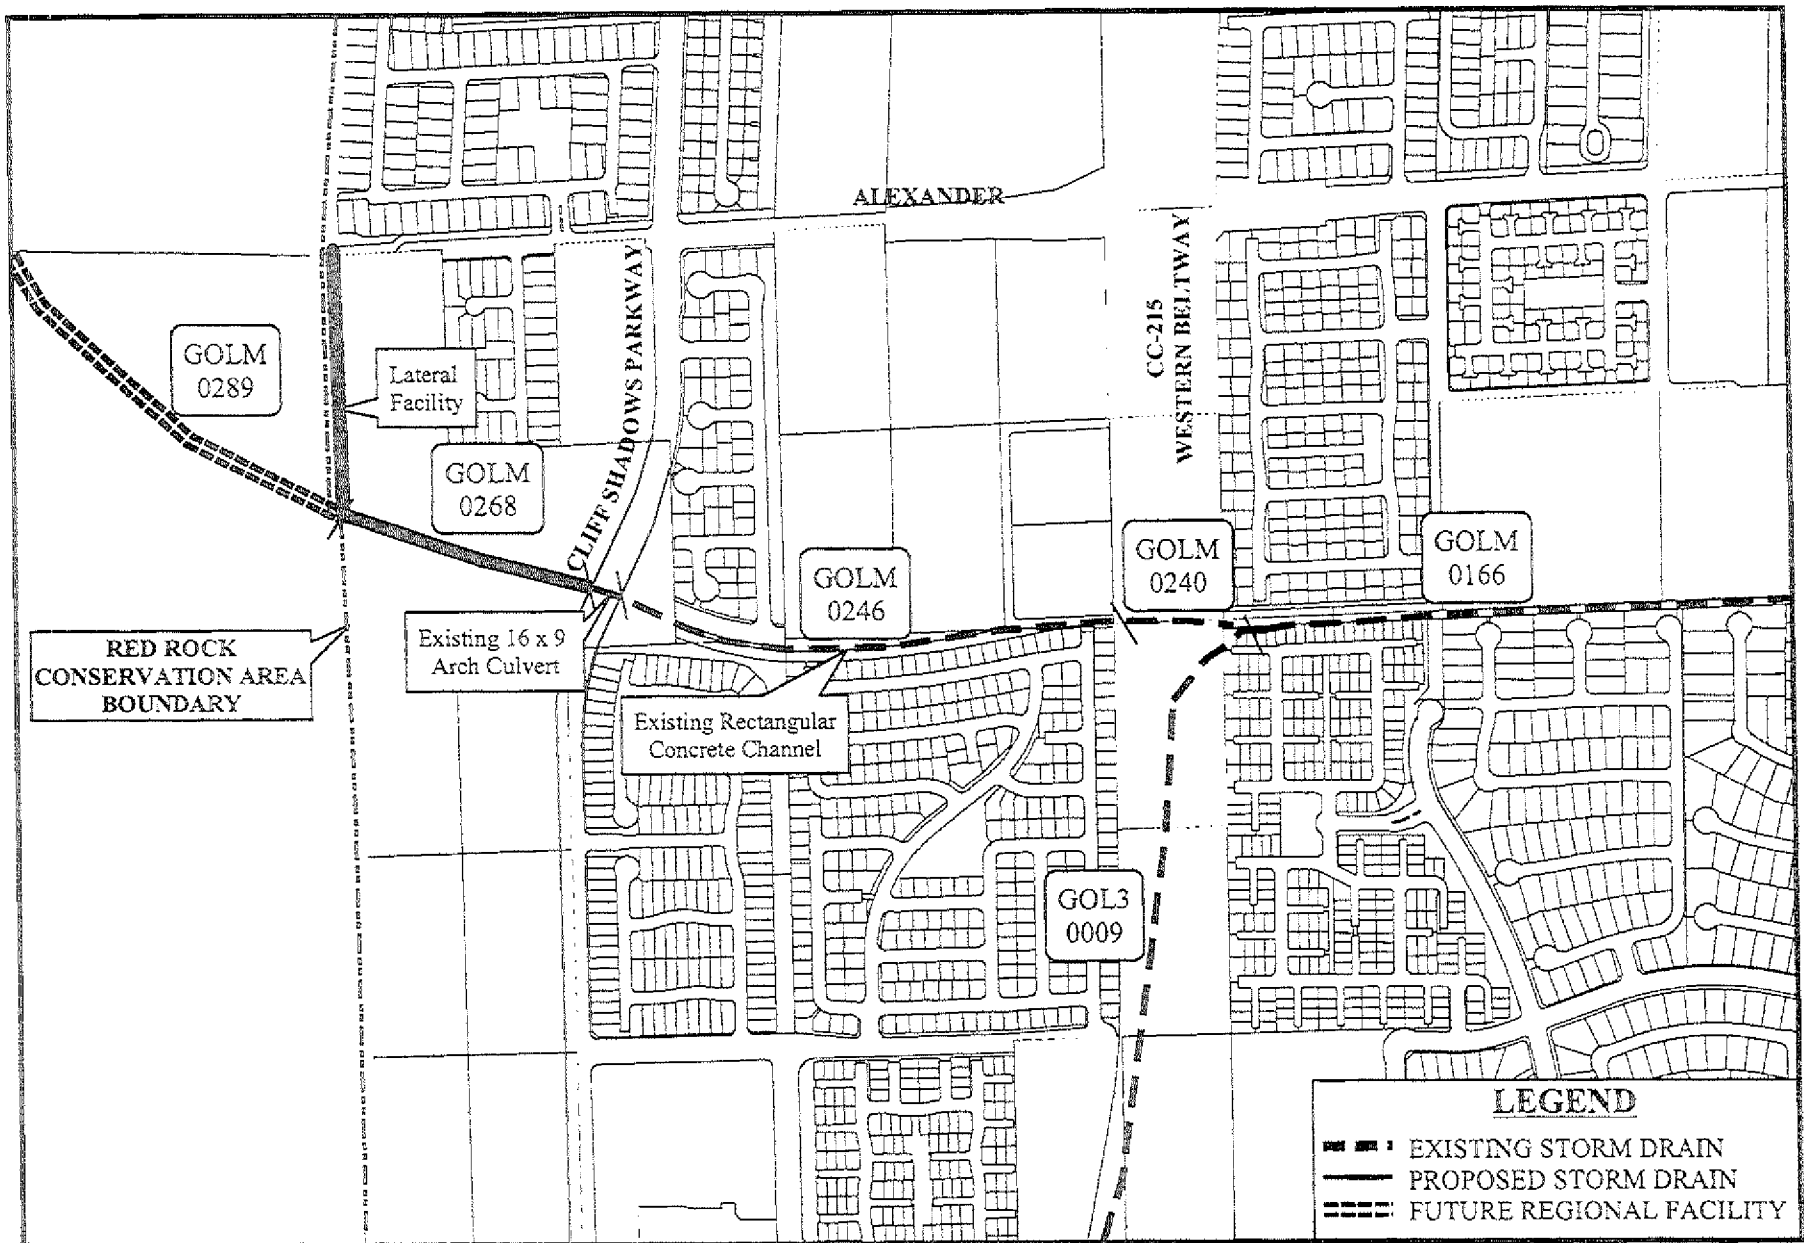 ALEXANDER
CLIFF SHADOWS PARKWAY
CC-215
WESTERN BELTWAY
GOLM
0289
Lateral
Facility
GOLM
0268
GOLM
0246
GOLM
0240
GOLM
0166
RED ROCK
CONSERVATION AREA
BOUNDARY
Existing 16 x 9
Arch Culvert
Existing Rectangular
Concrete Channel
GOL3
0009
LEGEND
EXISTING STORM DRAIN
PROPOSED STORM DRAIN
FUTURE REGIONAL FACILITY